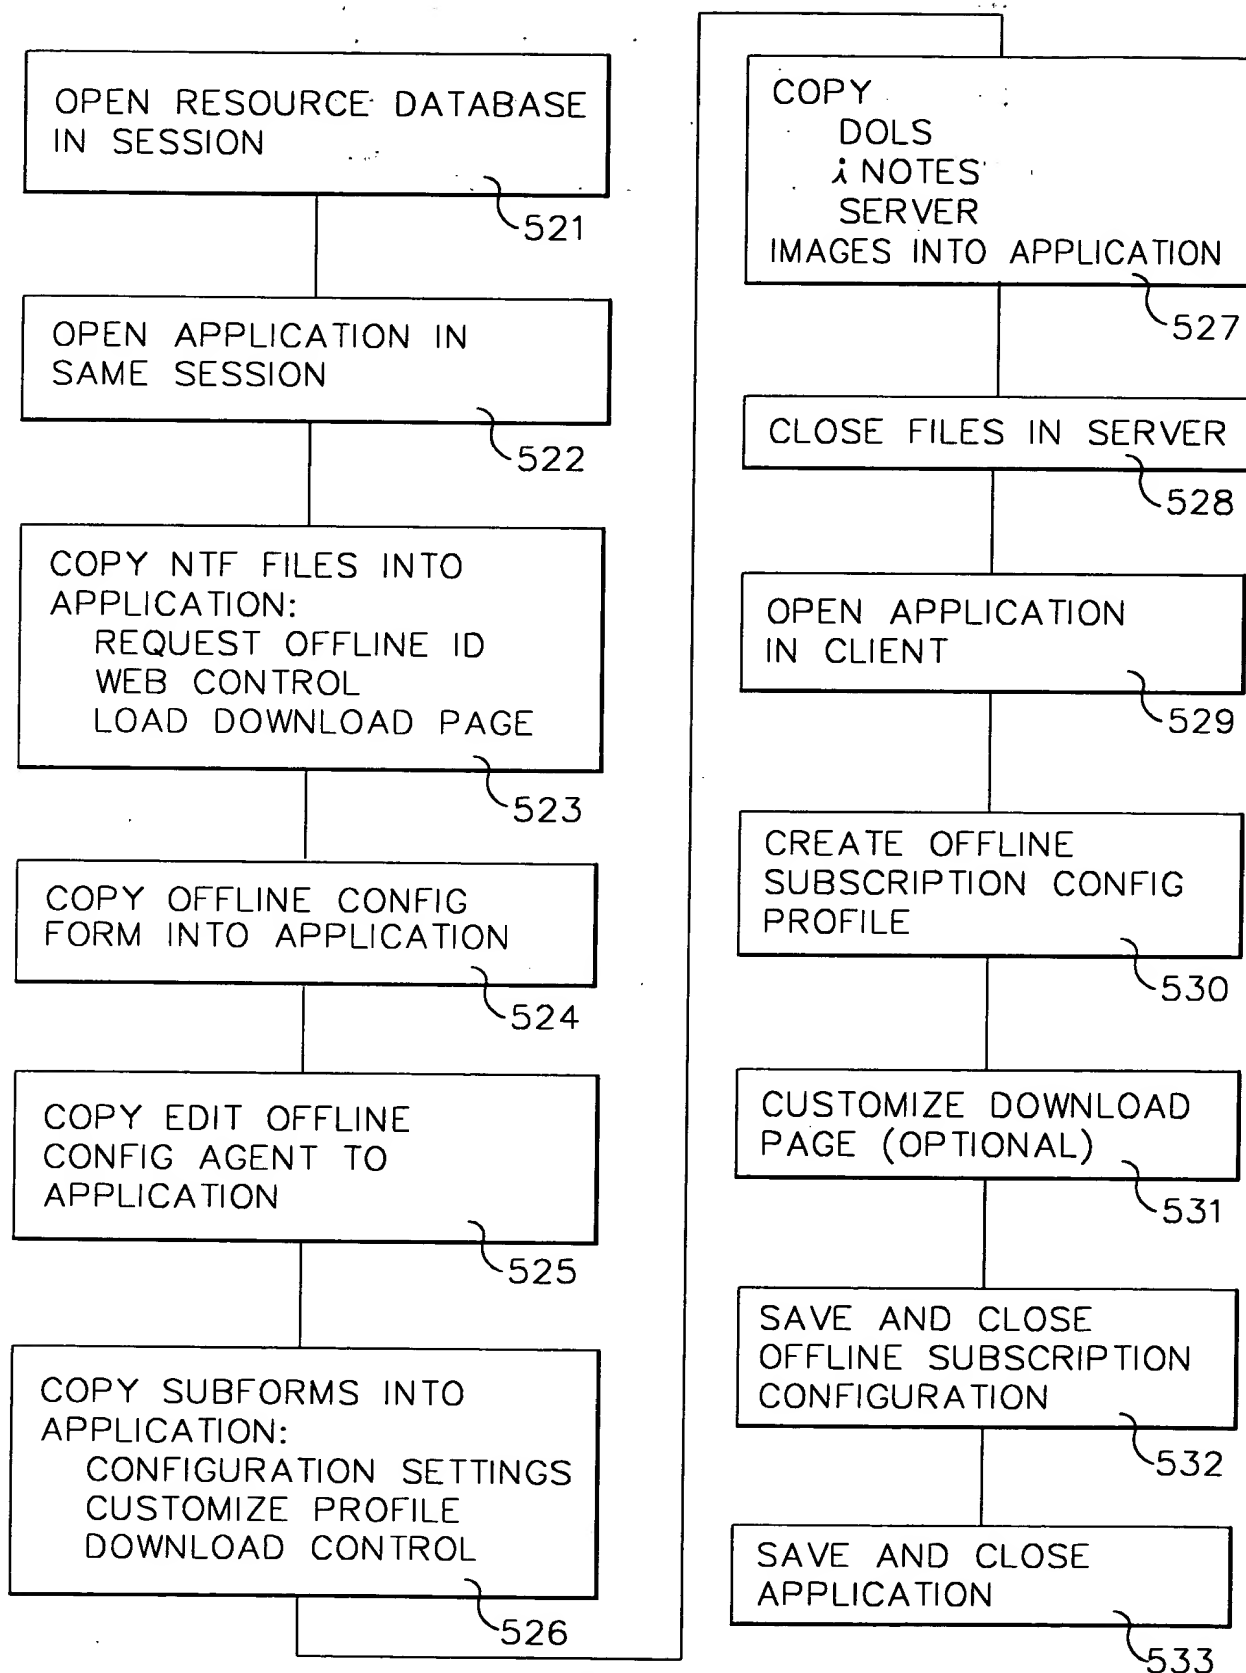 OPEN RESOURCE DATABASE
IN SESSION
521
OPEN APPLICATION IN
SAME SESSION
522
COPY NTF FILES INTO
APPLICATION:
REQUEST OFFLINE ID
WEB CONTROL
LOAD DOWNLOAD PAGE
523
COPY OFFLINE CONFIG
FORM INTO APPLICATION
524
COPY EDIT OFFLINE
CONFIG AGENT TO
APPLICATION
525
COPY SUBFORMS INTO
APPLICATION:
CONFIGURATION SETTINGS
CUSTOMIZE PROFILE
DOWNLOAD CONTROL
526
COPY
DOLS
iNOTES
SERVER
IMAGES INTO APPLICATION
527
CLOSE FILES IN SERVER
528
OPEN APPLICATION
IN CLIENT
529
CREATE OFFLINE
SUBSCRIPTION CONFIG
PROFILE
530
CUSTOMIZE DOWNLOAD
PAGE (OPTIONAL)
531
SAVE AND CLOSE
OFFLINE SUBSCRIPTION
CONFIGURATION
532
SAVE AND CLOSE
APPLICATION
533